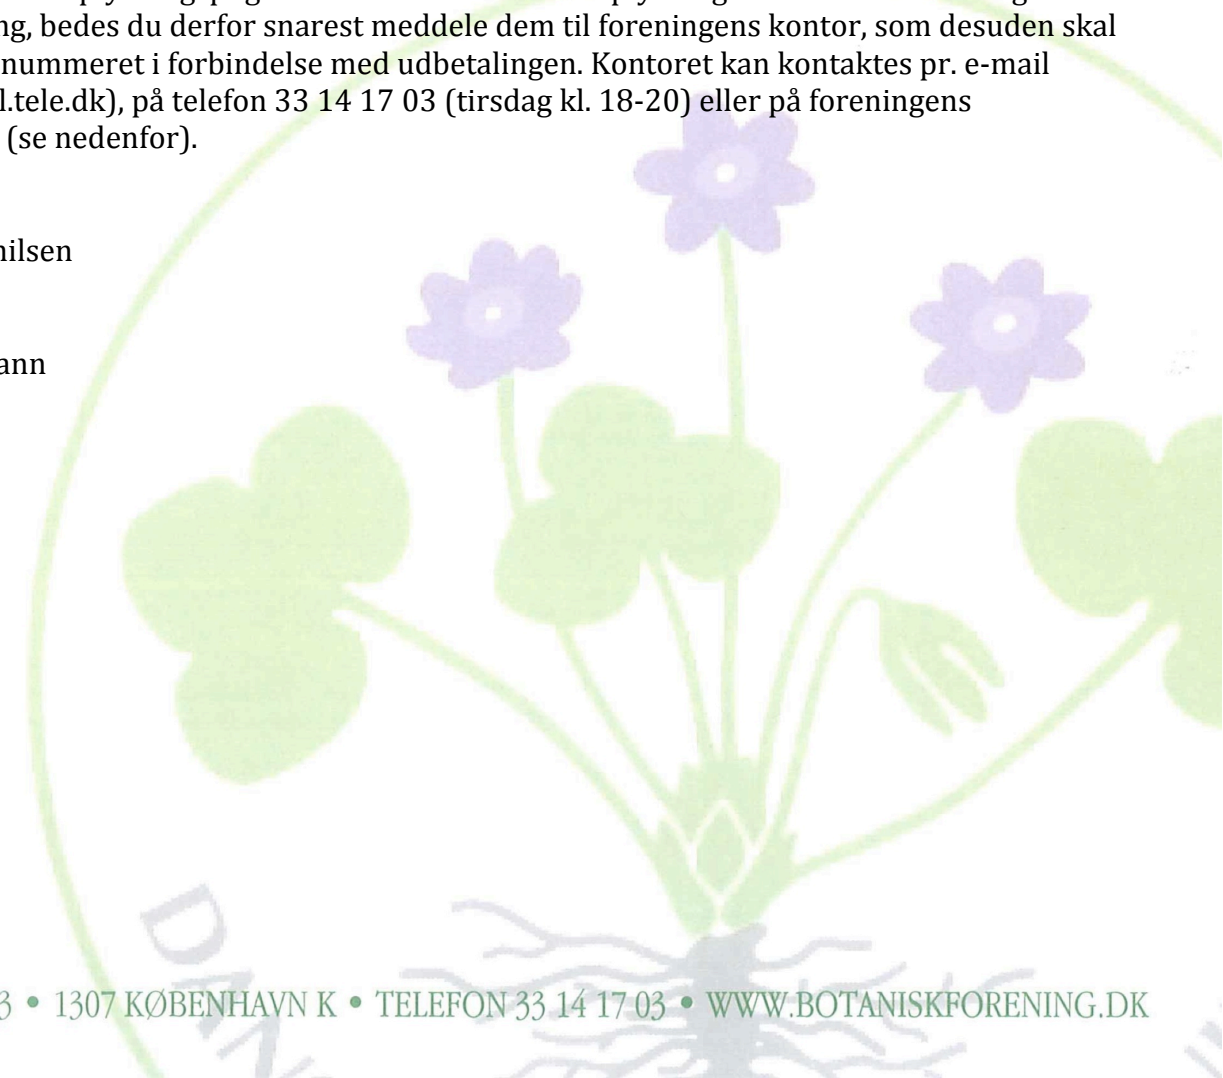 ng, bedes du derfor snarest meddele dem til foreningens kontor, som desuden skal
nummeret i forbindelse med udbetalingen. Kontoret kan kontaktes pr. e-mail
l.tele.dk), på telefon 33 14 17 03 (tirsdag kl. 18-20) eller på foreningens
(se nedenfor).
nilsen
ann
DAN
3 • 1307 KØBENHAVN K • TELEFON 33 14 17 03 • WWW.BOTANISKFORENING.DK